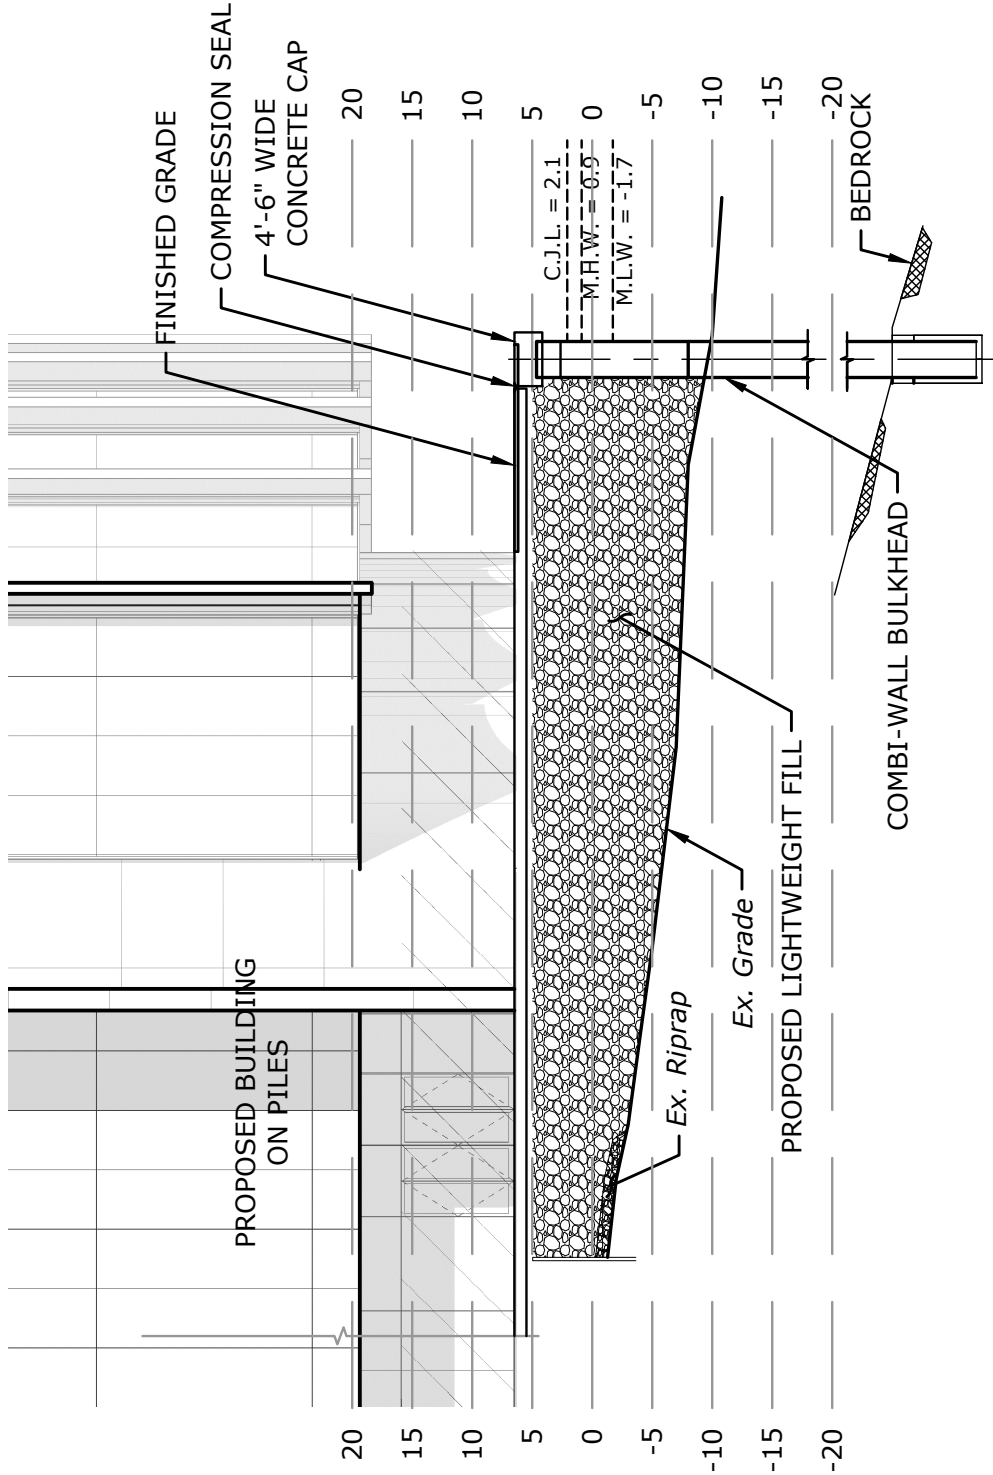 FINISHED GRADE
COMPRESSION SEAL
4'-6" WIDE
CONCRETE CAP
20
15
10
5
0
-5
-10
-15
-20
C.J.L. = 2.1
M.H.W. = 0.9
M.L.W. = -1.7
BEDROCK
PROPOSED BUILDING
ON PILES
COMBI-WALL BULKHEAD
PROPOSED LIGHTWEIGHT FILL
Ex. Grade
Ex. Riprap
20
15
10
5
0
-5
-10
-15
-20